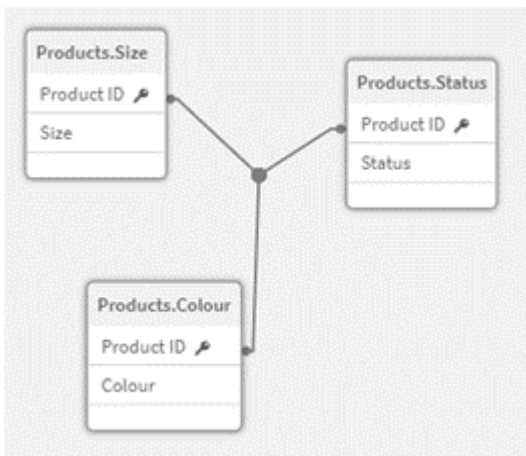 Products.Size
Product ID
Size
Products.Status
Product ID
Status
Products.Colour
Product ID
Colour